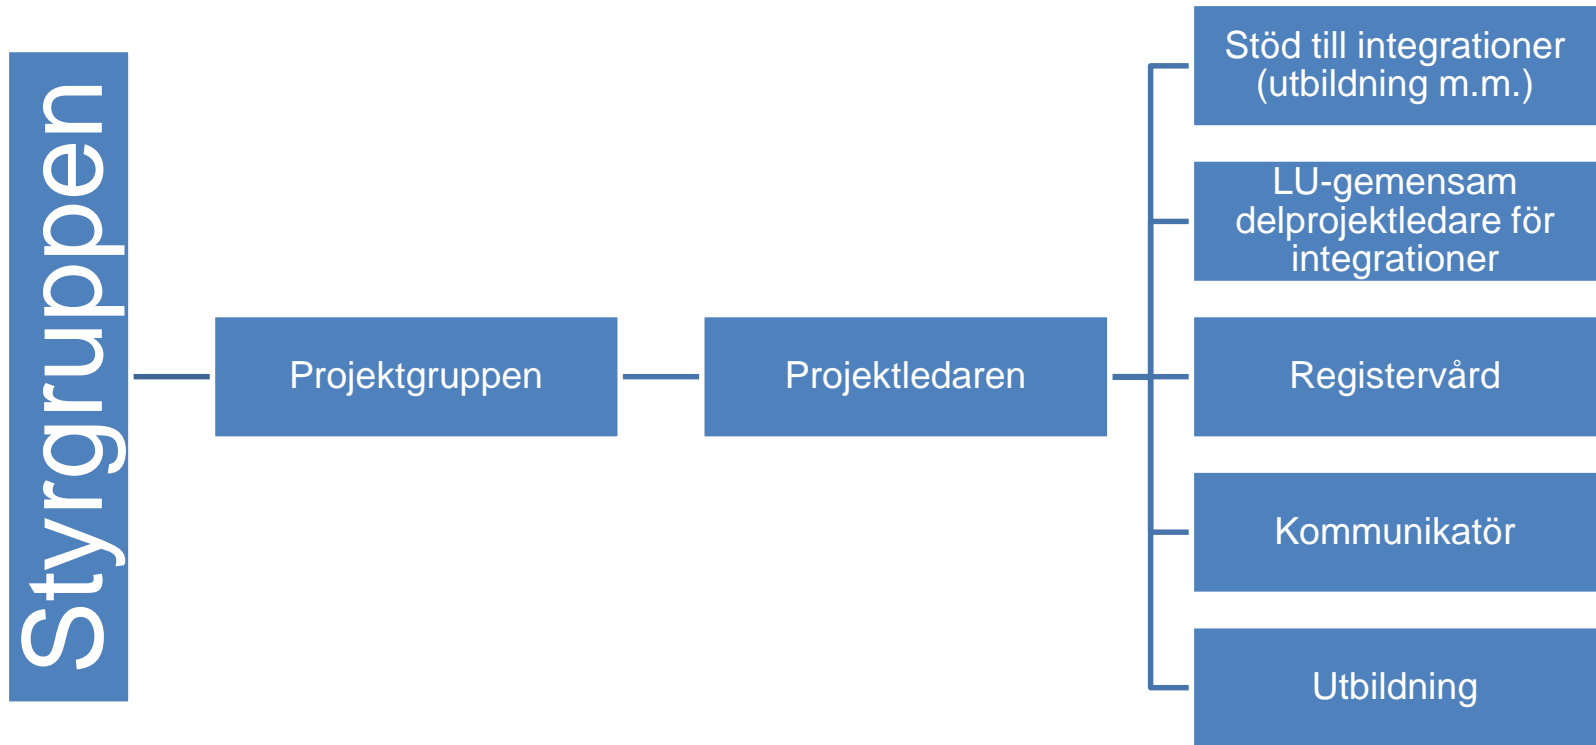 Styrgruppen
Projektgruppen
Projektledaren
Stöd till integrationer
(utbildning m.m.)
LU-gemensam
delprojektledare för
integrationer
Registervård
Kommunikatör
Utbildning